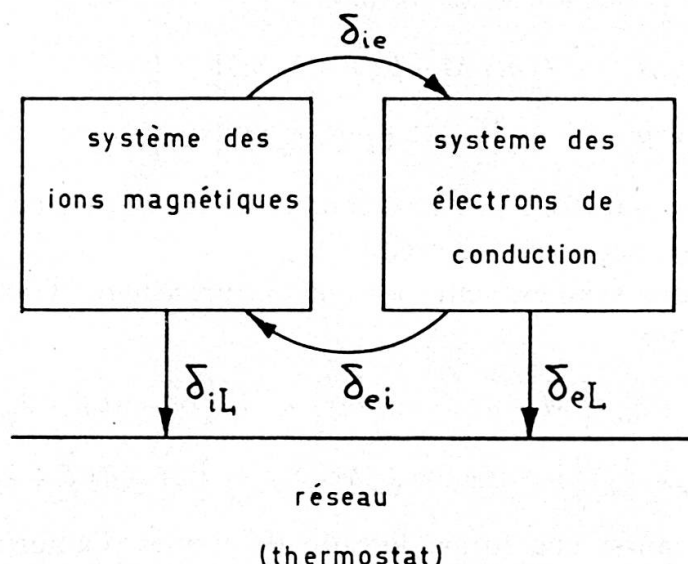 δie
système des
ions magnétiques
système des
électrons de
conduction
δiL
δei
δeL
réseau
(thermostat)